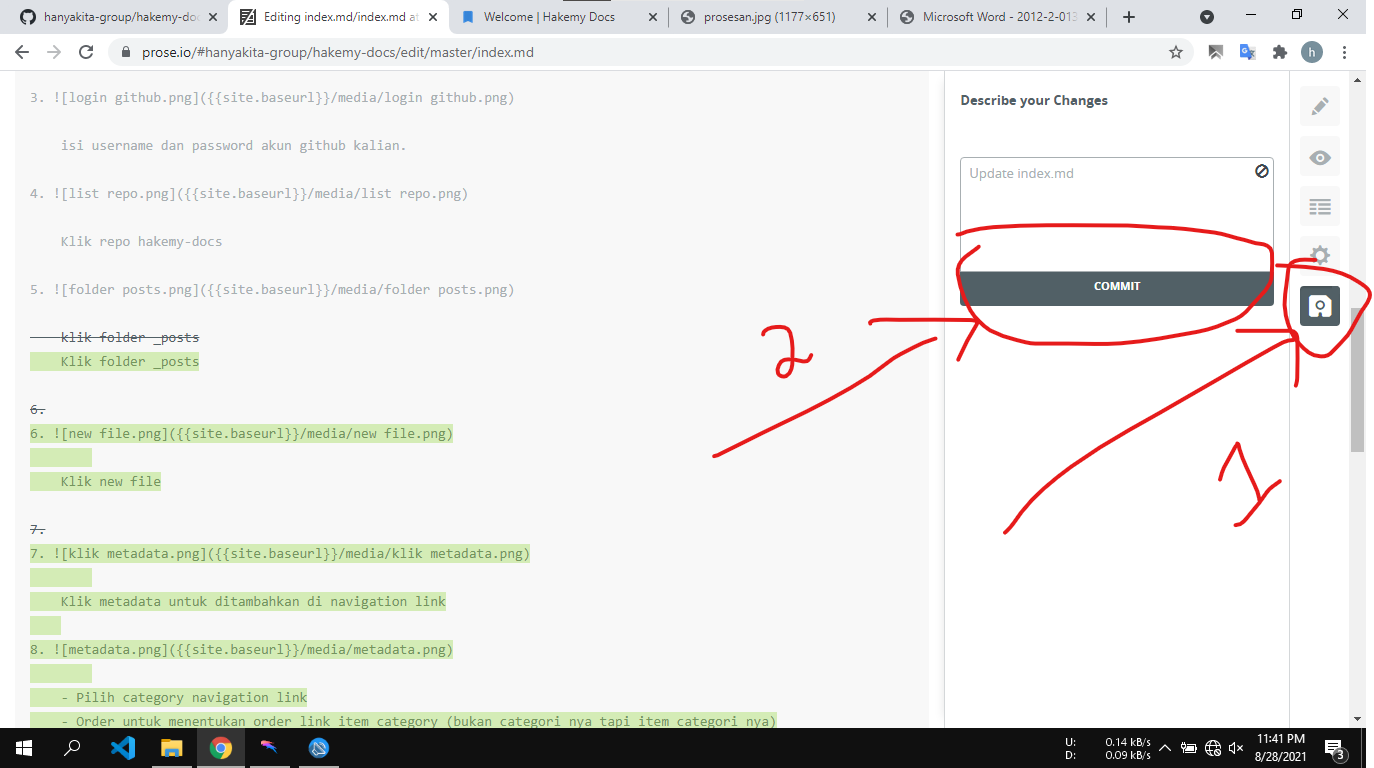 hanyakita-group/hakemy-doc
Editing index.md/index.md at
Welcome | Hakemy Docs
prosesan.jpg (1177×651)
Microsoft Word - 2012-2-013
prose.io/#hanyakita-group/hakemy-docs/edit/master/index.md
h
3. ![login github.png]({{site.baseurl}}/media/login github.png)
isi username dan password akun github kalian.
4. ![list repo.png]({{site.baseurl}}/media/list repo.png)
Klik repo hakemy-docs
5. ![folder posts.png]({{site.baseurl}}/media/folder posts.png)
klik folder _posts
Klik folder _posts
6.
6. ![new file.png]({{site.baseurl}}/media/new file.png)
Klik new file
7.
7. ![klik metadata.png]({{site.baseurl}}/media/klik metadata.png)
Klik metadata untuk ditambahkan di navigation link
8. ![metadata.png]({{site.baseurl}}/media/metadata.png)
- Pilih category navigation link
- Order untuk menentukan order link item category (bukan categori nya tapi item categori nya)
Describe your Changes
Update index.md
COMMIT
2
1
U: 0.14 kB/s
D: 0.09 kB/s
11:41 PM
8/28/2021
3